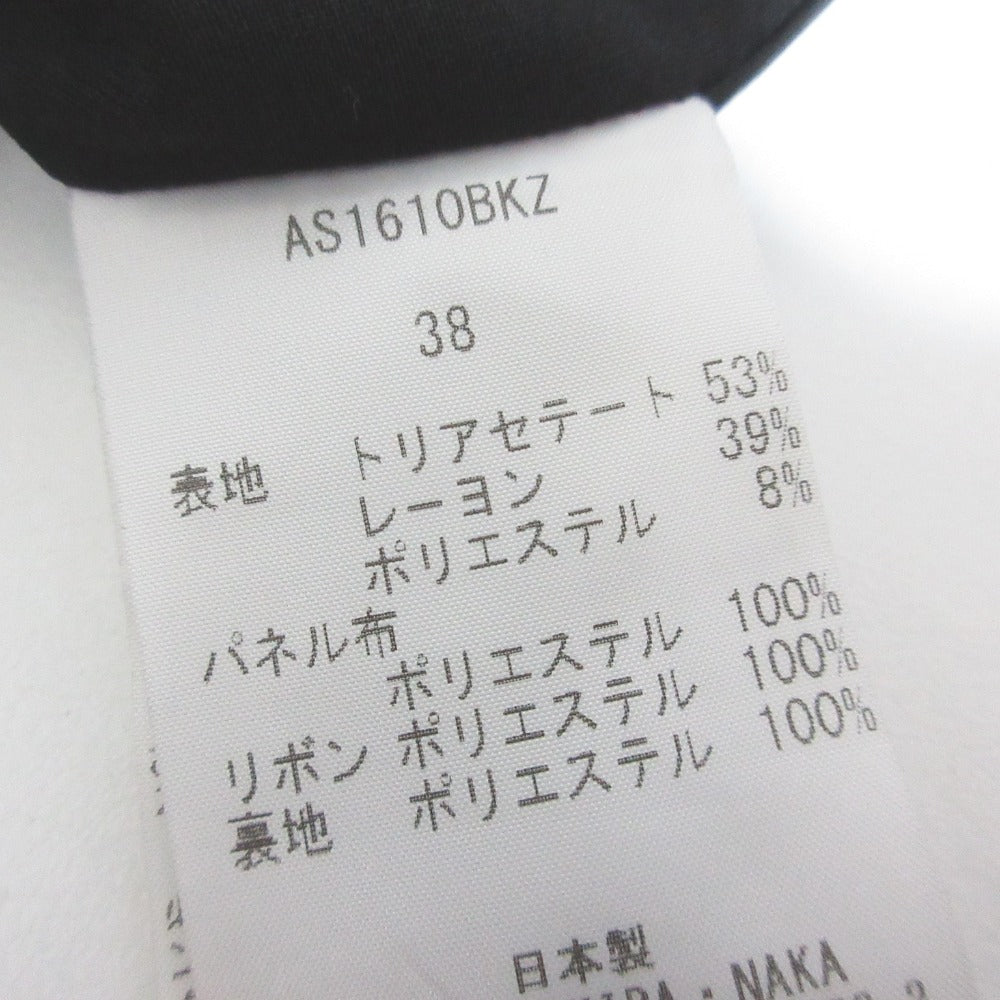 AS1610BKZ
38
表地 トリアセテート 53%
レーヨン 39%
ポリエステル 8%
パネル布
ポリエステル 100%
リボン ポリエステル 100%
裏地 ポリエステル 100%
日本製
NAKA